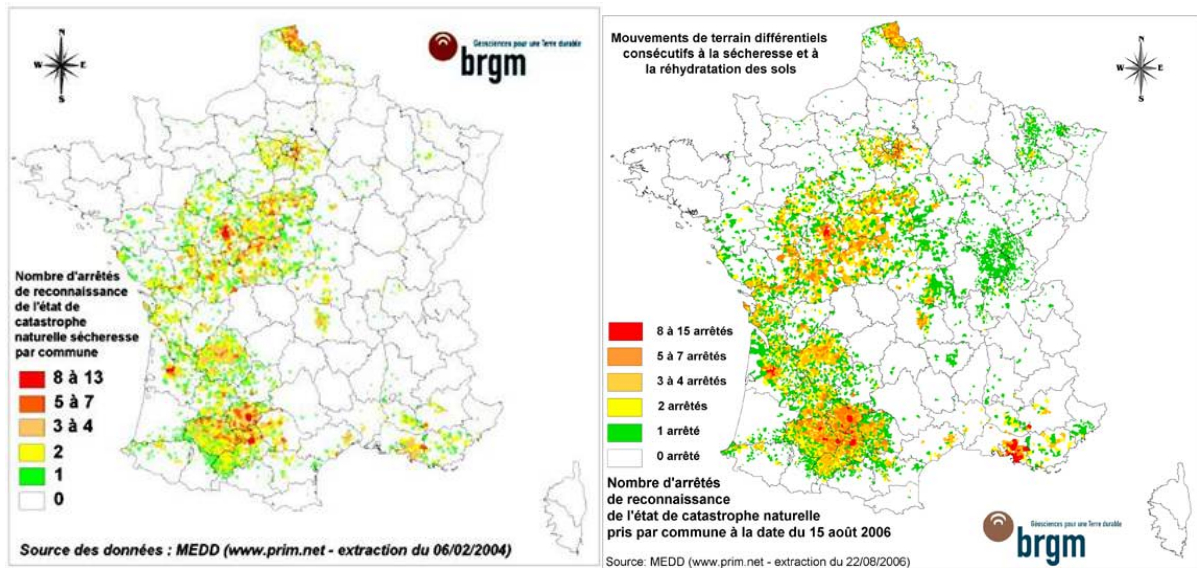 N
W E
S
Géosciences pour une Terre durable
brgm
Nombre d'arrêtés
de reconnaissance
de l'état de
catastrophe
naturelle sécheresse
par commune
8 à 13
5 à 7
3 à 4
2
1
0
Source des données : MEDD (www.prim.net - extraction du 06/02/2004)
Mouvements de terrain différentiels
consécutifs à la sécheresse et à
la réhydratation des sols
N
W E
S
8 à 15 arrêtés
5 à 7 arrêtés
3 à 4 arrêtés
2 arrêtés
1 arrêté
0 arrêté
Nombre d'arrêtés
de reconnaissance
de l'état de catastrophe naturelle
pris par commune à la date du 15 août 2006
Source: MEDD (www.prim.net - extraction du 22/08/2006)
Géosciences pour une Terre durable
brgm